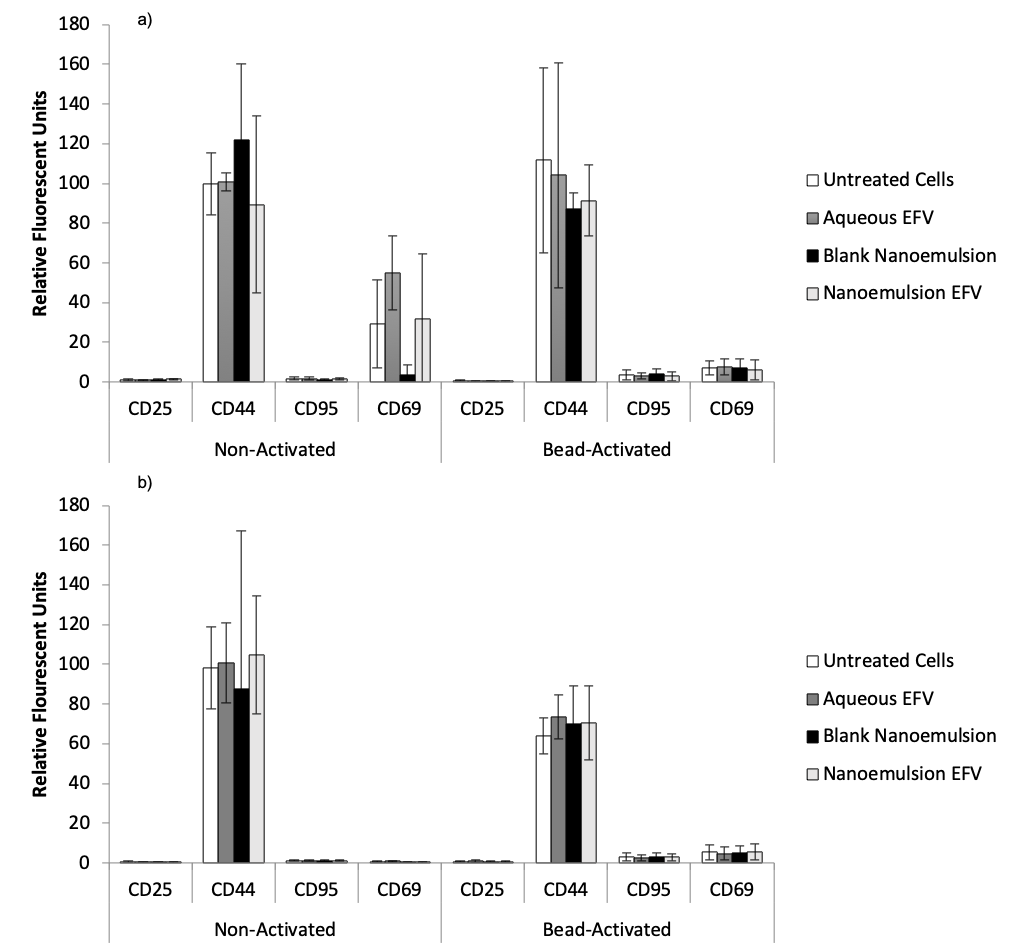 a)
180
160
140
120
100
80
60
40
20
0
Relative Fluorescent Units
CD25 CD44 CD95 CD69 CD25 CD44 CD95 CD69
Non-Activated Bead-Activated
Untreated Cells
Aqueous EFV
Blank Nanoemulsion
Nanoemulsion EFV
b)
180
160
140
120
100
80
60
40
20
0
Relative Flourescent Units
CD25 CD44 CD95 CD69 CD25 CD44 CD95 CD69
Non-Activated Bead-Activated
Untreated Cells
Aqueous EFV
Blank Nanoemulsion
Nanoemulsion EFV